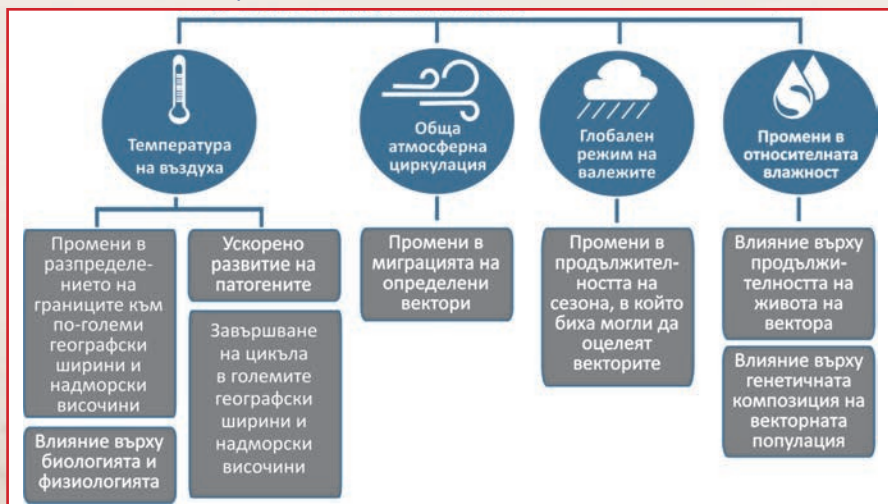 Температура
на въздуха
Обща
атмосферна
циркулация
Глобален
режим на
валежите
Промени в
относителната
влажност
Промени в
разпределе-
нието на
границите към
по-големи
географски
ширини и
надморски
височини
Влияние върху
биологията и
физиологията
Ускорено
развитие на
патогените
Завършване
на цикъла
в големите
географски
ширини и
надморски
височини
Промени в
миграцията на
определени
вектори
Промени в
продължител-
ността на
сезона, в който
биха могли да
оцелеят
векторите
Влияние върху
продължи-
телността на
живота на
вектора
Влияние върху
генетичната
композиция на
векторната
популация